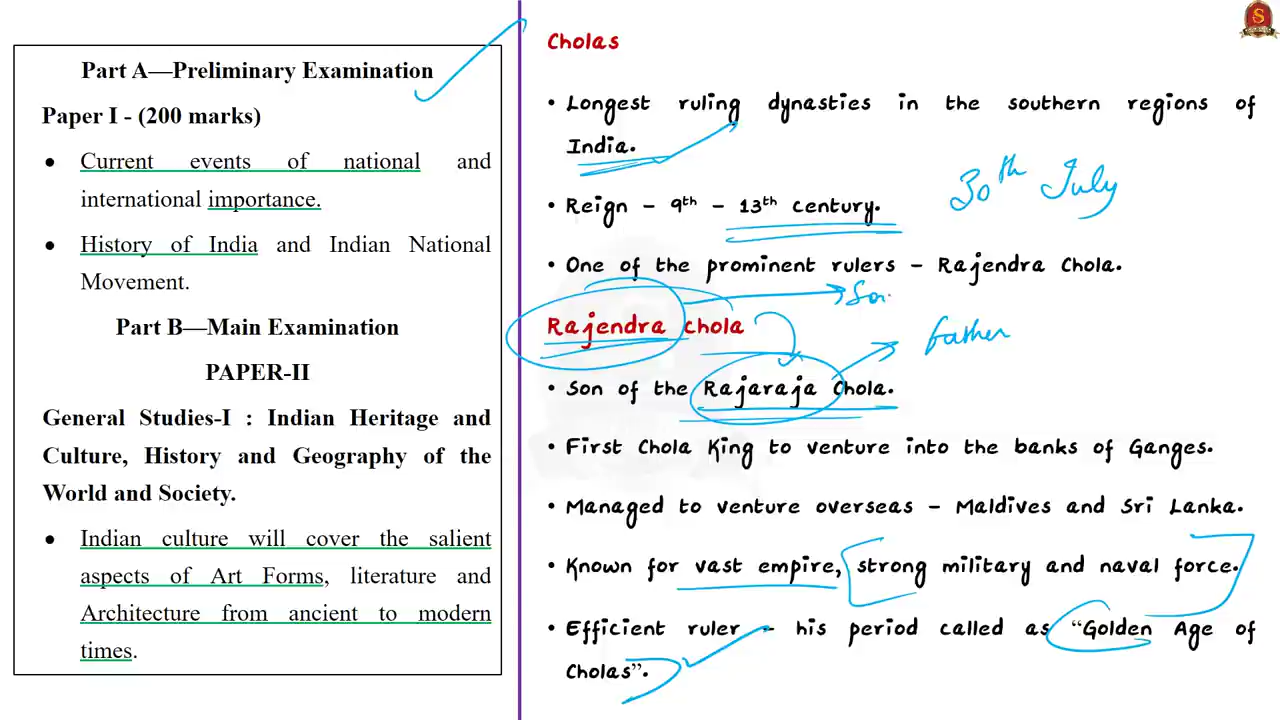 Part A—Preliminary Examination
Paper I - (200 marks)
● Current events of national and
international importance.
● History of India and Indian National
Movement.
Part B—Main Examination
PAPER-II
General Studies-I : Indian Heritage and
Culture, History and Geography of the
World and Society.
● Indian culture will cover the salient
aspects of Art Forms, literature and
Architecture from ancient to modern
times.
Cholas
• Longest ruling dynasties in the southern regions of
India.
30th July
• Reign - 9th - 13th century.
• One of the prominent rulers - Rajendra Chola.
Son
Rajendra Chola
father
• Son of the Rajaraja Chola.
• First Chola King to venture into the banks of Ganges.
• Managed to venture overseas - Maldives and Sri Lanka.
• Known for vast empire, strong military and naval force.
• Efficient ruler - his period called as “Golden Age of
Cholas”.
S